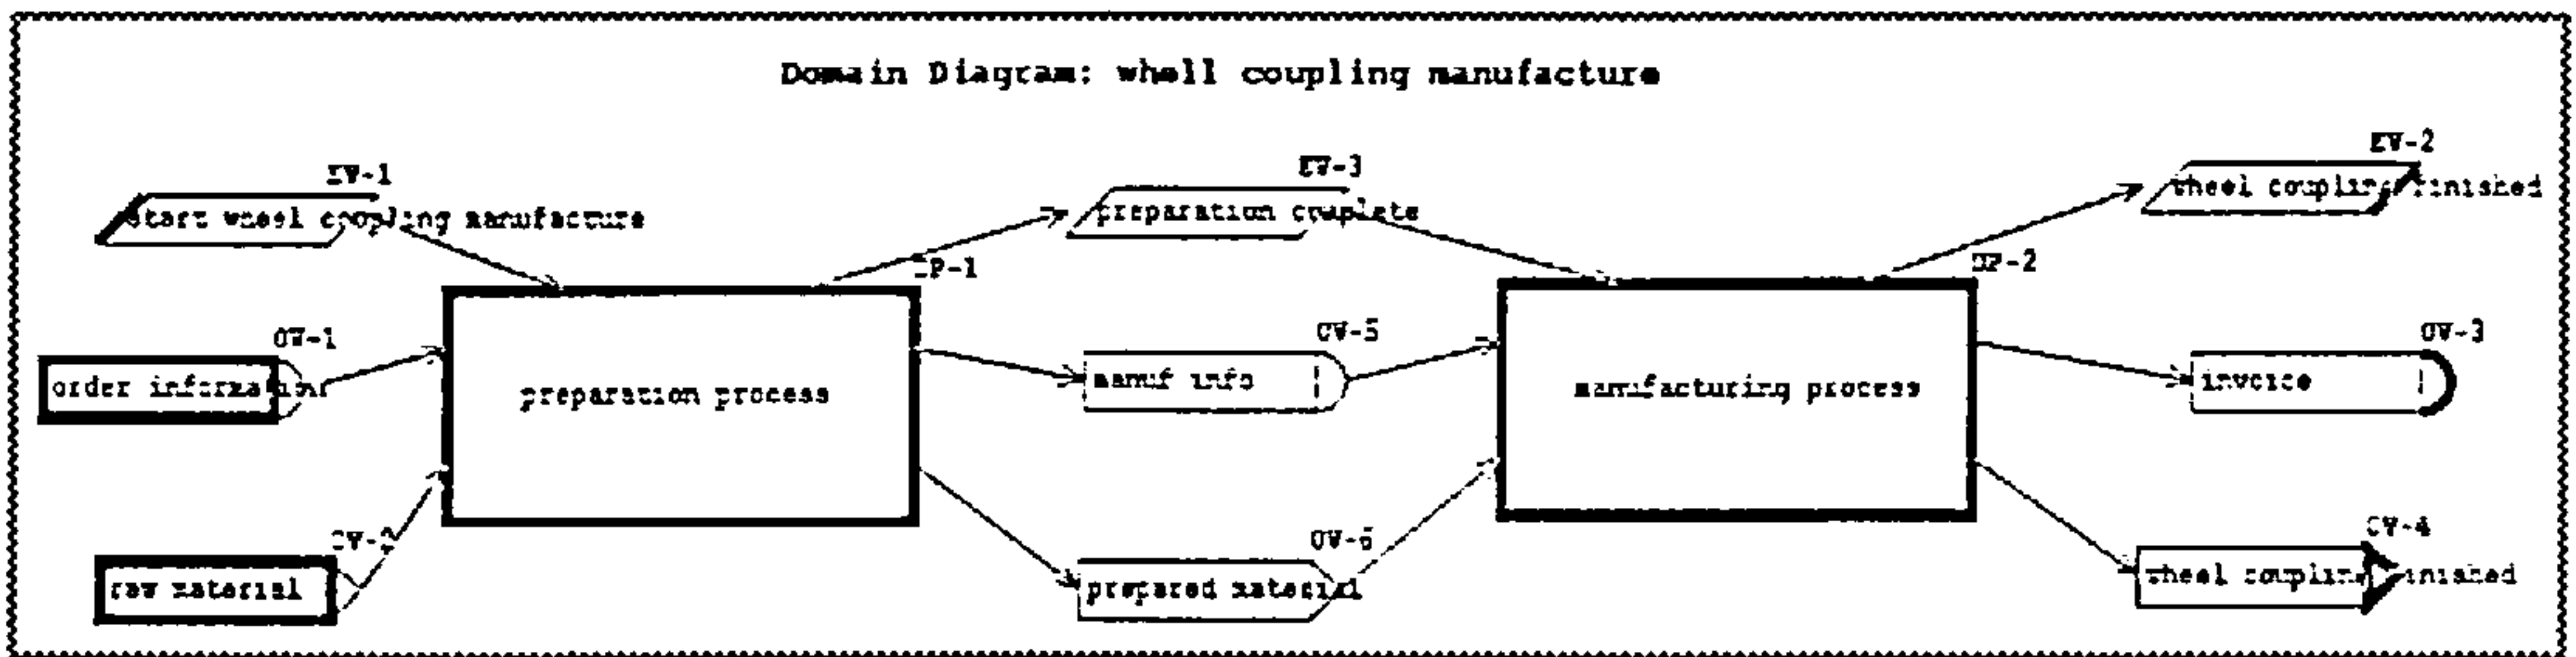 Domain Diagram: whell coupling manufacture
EV-1
start wheel coupling manufacture
EV-3
preparation complete
EV-2
wheel coupling finished
DP-1
DP-2
OV-1
order information
preparation process
OV-5
manuf info
manufacturing process
OV-3
invoice
OV-2
raw material
OV-6
prepared material
OV-4
wheel coupling finished